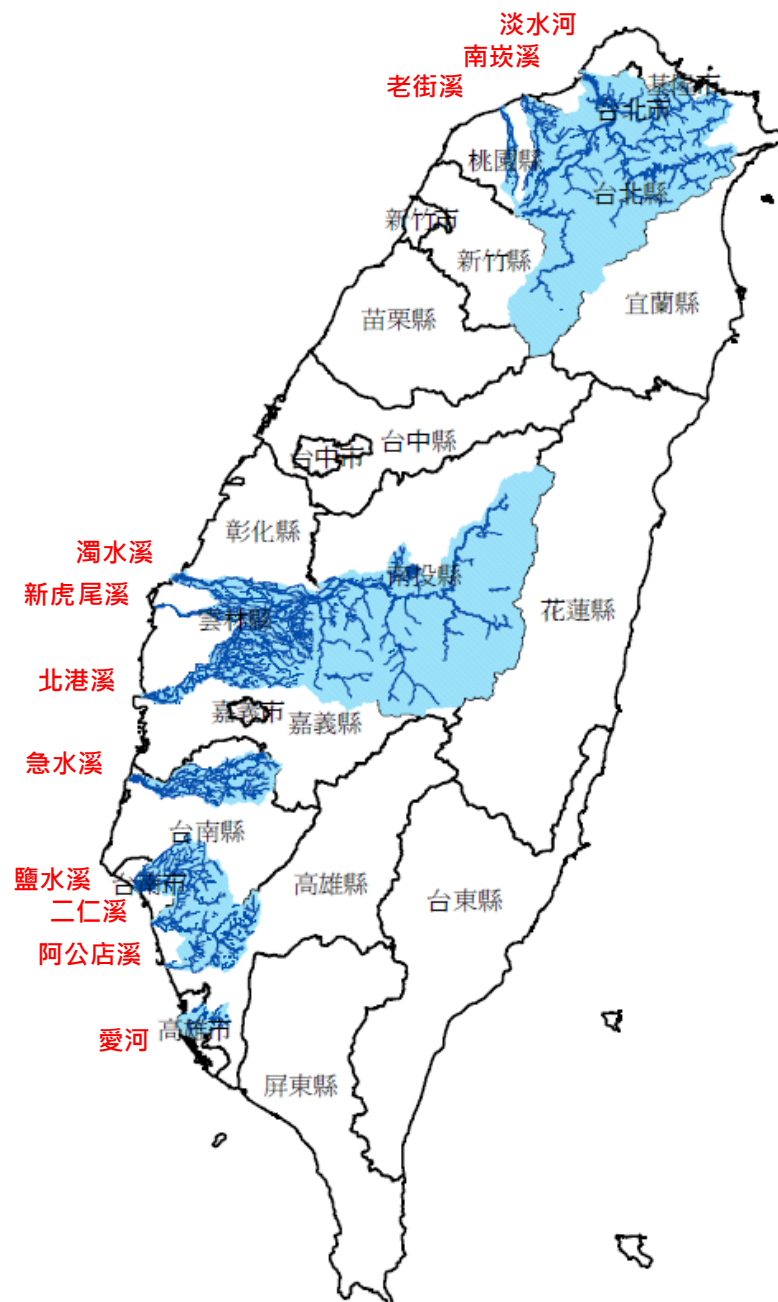 淡水河
南崁溪
老街溪
基隆市
台北市
桃園縣
台北縣
新竹市
新竹縣
宜蘭縣
苗栗縣
台中縣
台中市
彰化縣
濁水溪
南投縣
新虎尾溪
雲林縣
花蓮縣
北港溪
嘉義市
嘉義縣
急水溪
台南縣
鹽水溪
台南市
高雄縣
台東縣
二仁溪
阿公店溪
高雄市
愛河
屏東縣